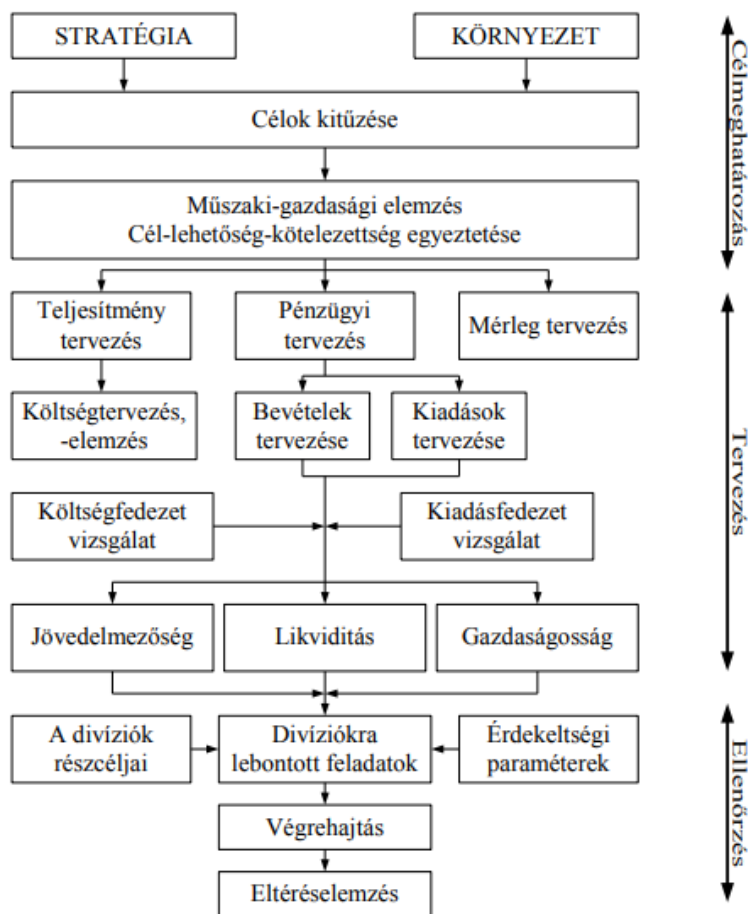 STRATÉGIA
KÖRNYEZET
Célok kitűzése
Műszaki-gazdasági elemzés
Cél-lehetőség-kötelezettség egyeztetése
Célmeghatározás
Teljesítmény
tervezés
Pénzügyi
tervezés
Mérleg tervezés
Költségtervezés,
-elemzés
Bevételek
tervezése
Kiadások
tervezése
Költségfedezet
vizsgálat
Kiadásfedezet
vizsgálat
Jövedelmezőség
Likviditás
Gazdaságosság
Tervezés
A divíziók
részcéljai
Divíziókra
lebontott feladatok
Érdekeltségi
paraméterek
Végrehajtás
Eltéréselemzés
Ellenőrzés